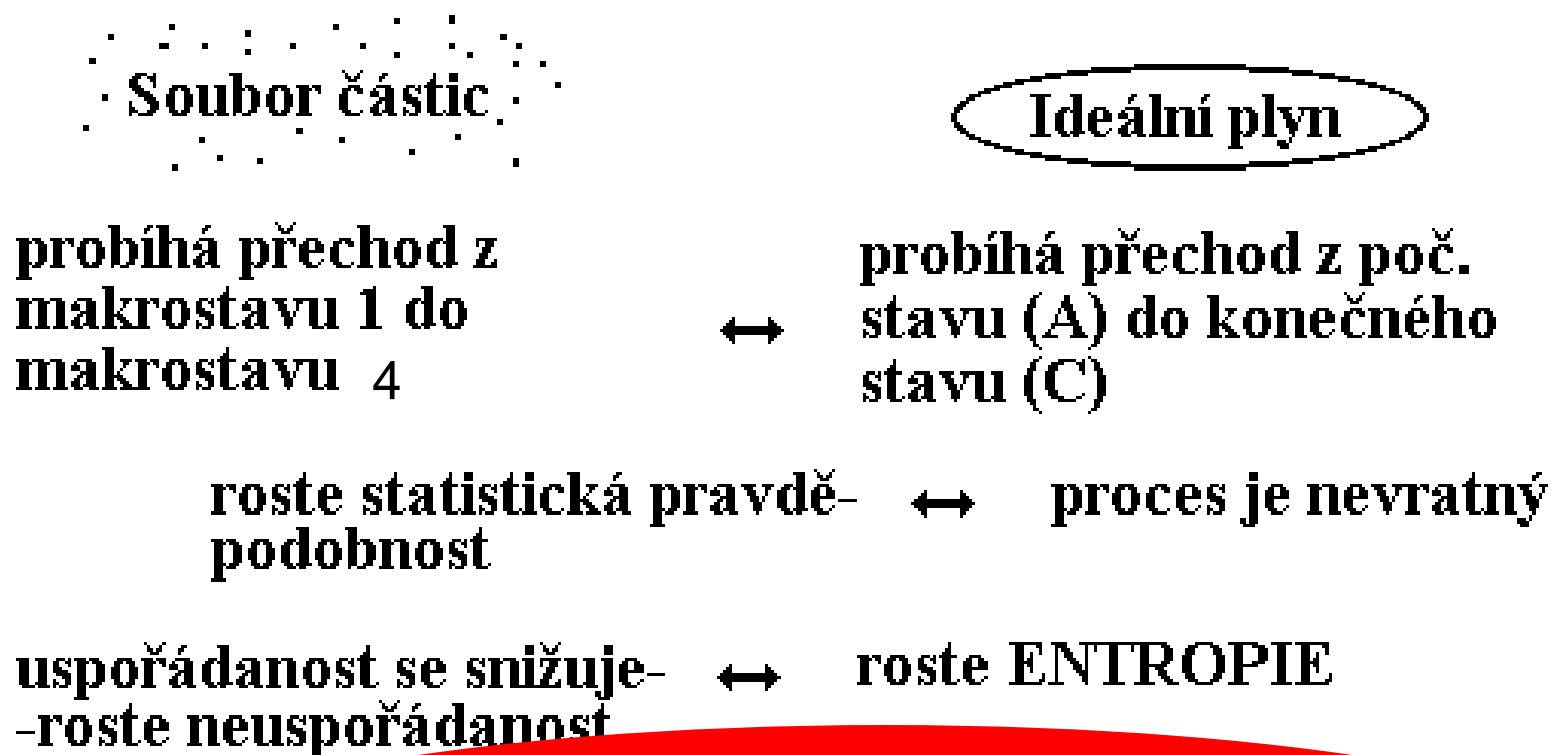 Soubor částic
Ideální plyn
probíhá přechod z
makrostavu 1 do
makrostavu 4
probíhá přechod z poč.
stavu (A) do konečného
stavu (C)
roste statistická pravdě-
podobnost
proces je nevratný
uspořádanost se snižuje-
-roste neuspořádanost
roste ENTROPIE